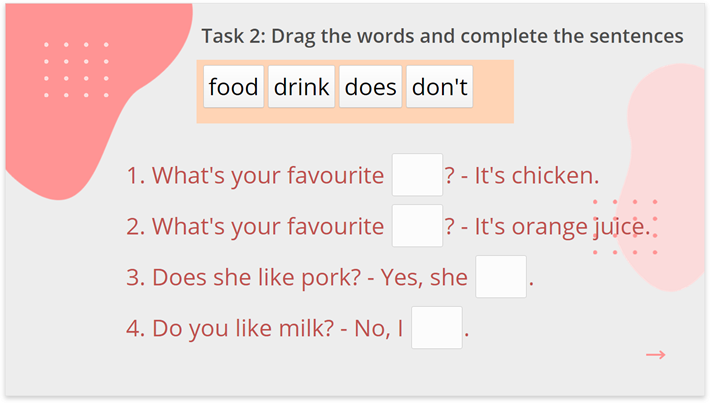 Task 2: Drag the words and complete the sentences
food drink does don't
1. What's your favourite ? - It's chicken.
2. What's your favourite ? - It's orange juice.
3. Does she like pork? - Yes, she .
4. Do you like milk? - No, I .
→